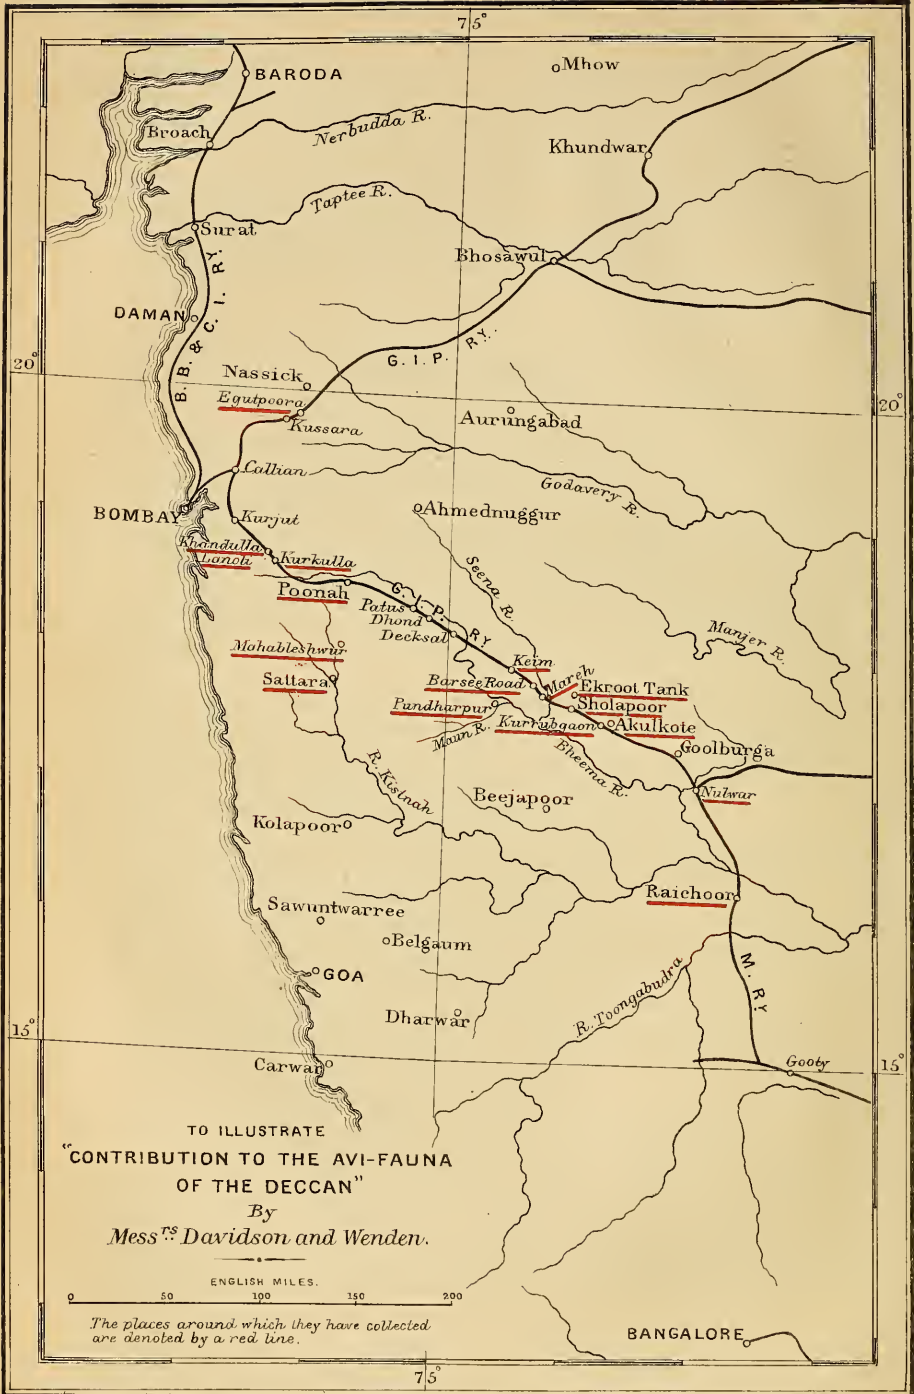 75°
BARODA
Mhow
Broach
Nerbudda R.
Khundwar
Taptee R.
Surat
Bhosawul
B. B. & C. I. RY.
DAMAN
G. I. P. RY.
20°
Nassick
Egutpoora
Kussara
Aurungabad
20°
Callian
Godavery R.
BOMBAY
Ahmednuggur
Kurjut
Khandulla
Lanoli
Kurkulla
Poonah
Seena R.
G. I. P. RY
Patus
Dhond
Decksal
Manjer R.
Mahableshwur
Keim
Sattara
Barsee Road
Mareh
Ekroot Tank
Pundharpur
Sholapoor
Kurrubgaon
Akulkote
Maun R.
Bheema R.
Goolburga
R. Kistnah
Beejapoor
Nulwar
Kolapoor
Raichoor
Sawuntwarree
Belgaum
GOA
M. RY.
Dharwar
R. Toongabudra
15°
Carwar
Gooty
15°
TO ILLUSTRATE
"CONTRIBUTION TO THE AVI-FAUNA
OF THE DECCAN"
By
Messrs. Davidson and Wenden.
ENGLISH MILES.
0 50 100 150 200
The places around which they have collected
are denoted by a red line.
BANGALORE
75°